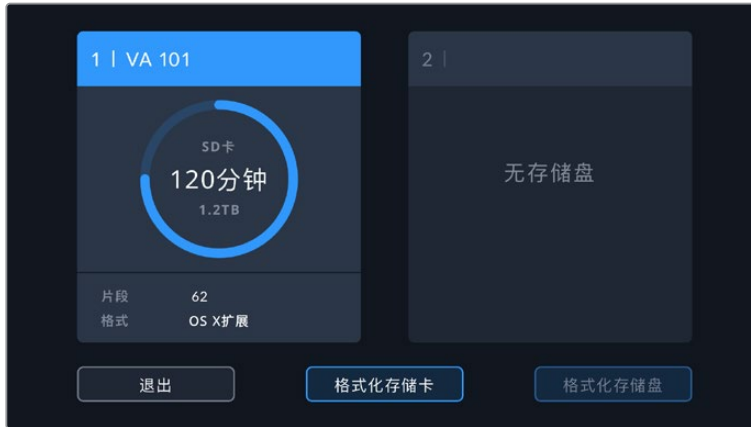 1 | VA 101
SD卡
120分钟
1.2TB
片段 62
格式 OS X扩展
2 |
无存储盘
退出
格式化存储卡
格式化存储盘